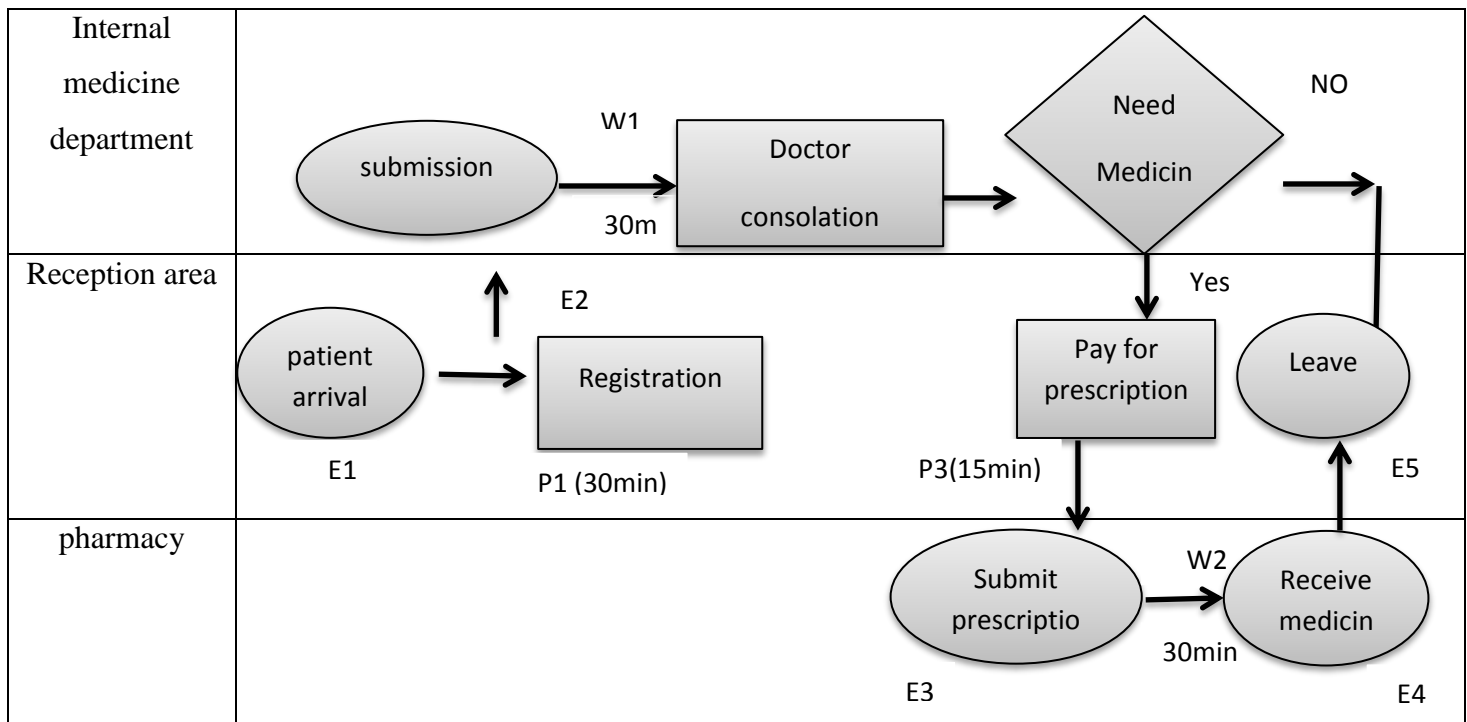 Internal
medicine
department
submission
W1
30m
Doctor
consolation
Need
Medicin
NO
Reception area
patient
arrival
E1
E2
Registration
P1 (30min)
Yes
Pay for
prescription
P3(15min)
Leave
E5
pharmacy
Submit
prescriptio
E3
W2
30min
Receive
medicin
E4